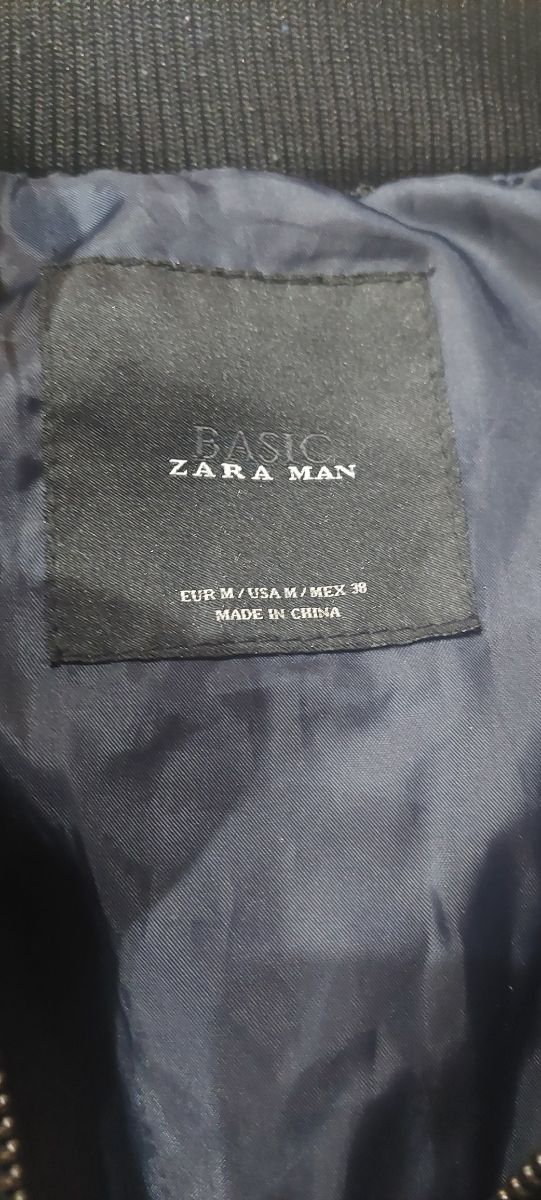 BASIC
ZARA MAN
EUR M / USA M / MEX 38
MADE IN CHINA